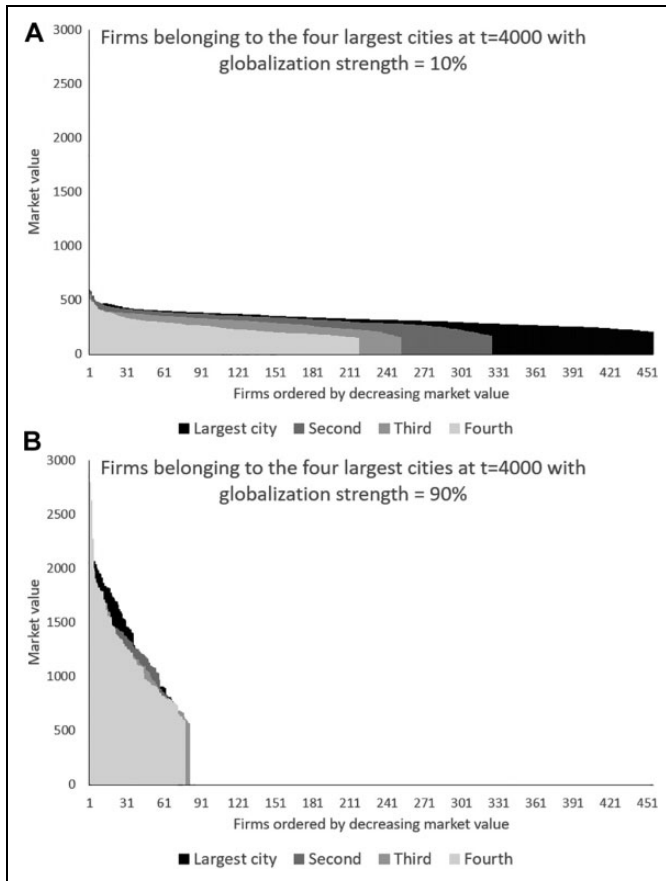 A
Firms belonging to the four largest cities at t=4000 with
globalization strength = 10%
3000
2500
2000
1500
1000
500
0
Market value
1 31 61 91 121 151 181 211 241 271 301 331 361 391 421 451
Firms ordered by decreasing market value
Largest city Second Third Fourth
B
Firms belonging to the four largest cities at t=4000 with
globalization strength = 90%
3000
2500
2000
1500
1000
500
0
Market value
1 31 61 91 121 151 181 211 241 271 301 331 361 391 421 451
Firms ordered by decreasing market value
Largest city Second Third Fourth